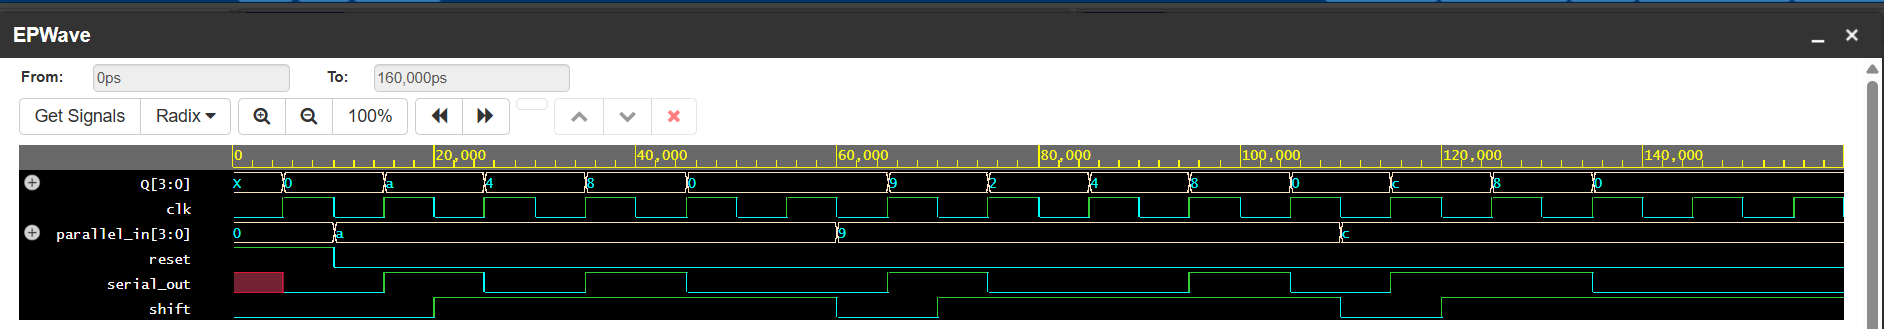 EPWave
From: 0ps To: 160,000ps
Get Signals Radix 100%
0 20,000 40,000 60,000 80,000 100,000 120,000 140,000
Q[3:0] X 0 a 4 8 0 9 2 4 8 0 c 8 0
clk
parallel_in[3:0] 0 a 9 c
reset
serial_out
shift